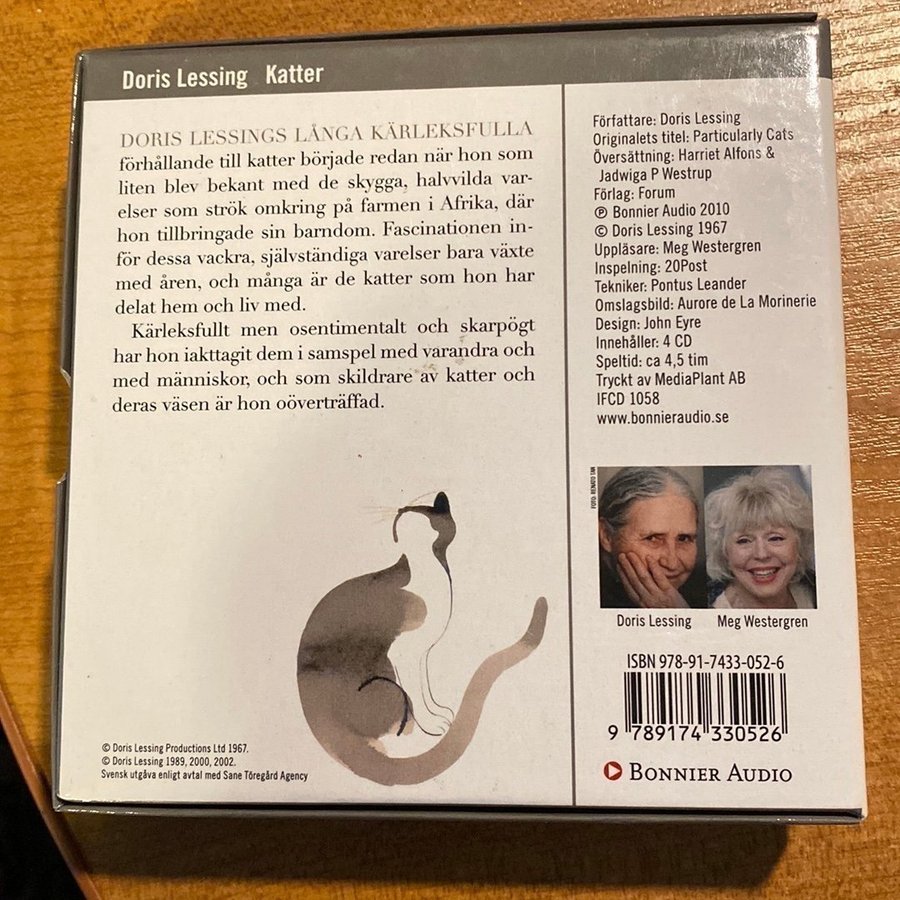 Doris Lessing Katter
DORIS LESSINGS LÅNGA KÄRLEKSFULLA
förhållande till katter började redan när hon som
liten blev bekant med de skygga, halvvilda var-
elser som strök omkring på farmen i Afrika, där
hon tillbringade sin barndom. Fascinationen in-
för dessa vackra, självständiga varelser bara växte
med åren, och många är de katter som hon har
delat hem och liv med.
Kärleksfullt men osentimentalt och skarpögt
har hon iakttagit dem i samspel med varandra och
med människor, och som skildrare av katter och
deras väsen är hon oöverträffad.
© Doris Lessing Productions Ltd 1967.
© Doris Lessing 1989, 2000, 2002.
Svensk utgåva enligt avtal med Sane Töregård Agency
Författare: Doris Lessing
Originalets titel: Particularly Cats
Översättning: Harriet Alfons &
Jadwiga P Westrup
Förlag: Forum
℗ Bonnier Audio 2010
© Doris Lessing 1967
Uppläsare: Meg Westergren
Inspelning: 20Post
Tekniker: Pontus Leander
Omslagsbild: Aurore de La Morinerie
Design: John Eyre
Innehåller: 4 CD
Speltid: ca 4,5 tim
Tryckt av MediaPlant AB
IFCD 1058
www.bonnieraudio.se
FOTO: RENATO TAN
Doris Lessing Meg Westergren
ISBN 978-91-7433-052-6
9 789174 330526
BONNIER AUDIO